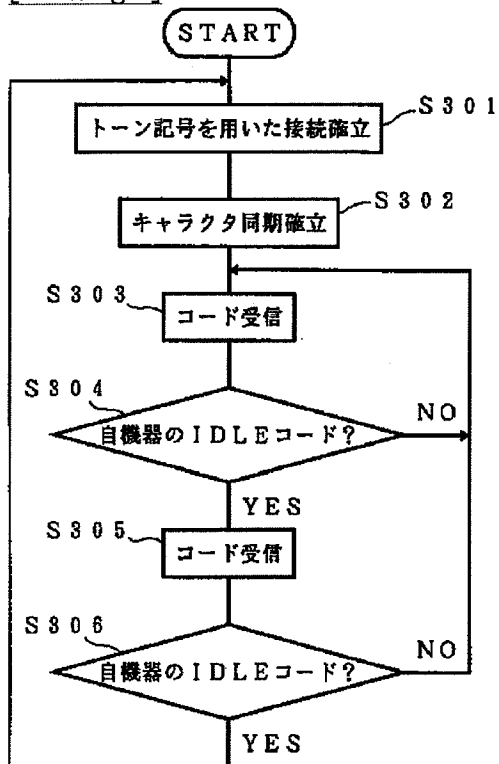 START
S301
トーン記号を用いた接続確立
S302
キャラクタ同期確立
S303
コード受信
S304
自機器のIDLEコード?
NO
YES
S305
コード受信
S306
自機器のIDLEコード?
NO
YES